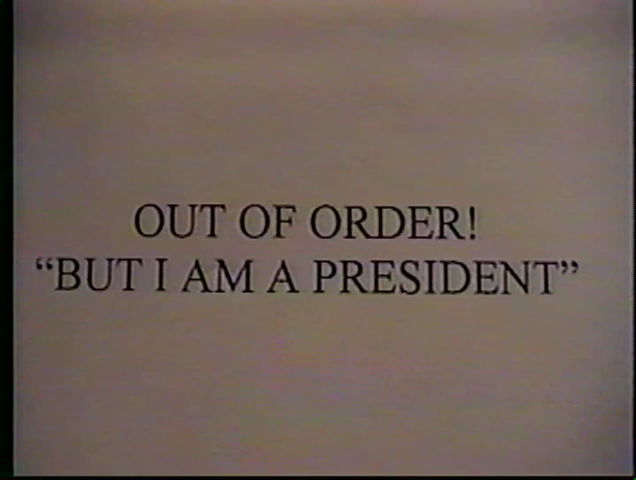 OUT OF ORDER!
“BUT I AM A PRESIDENT”